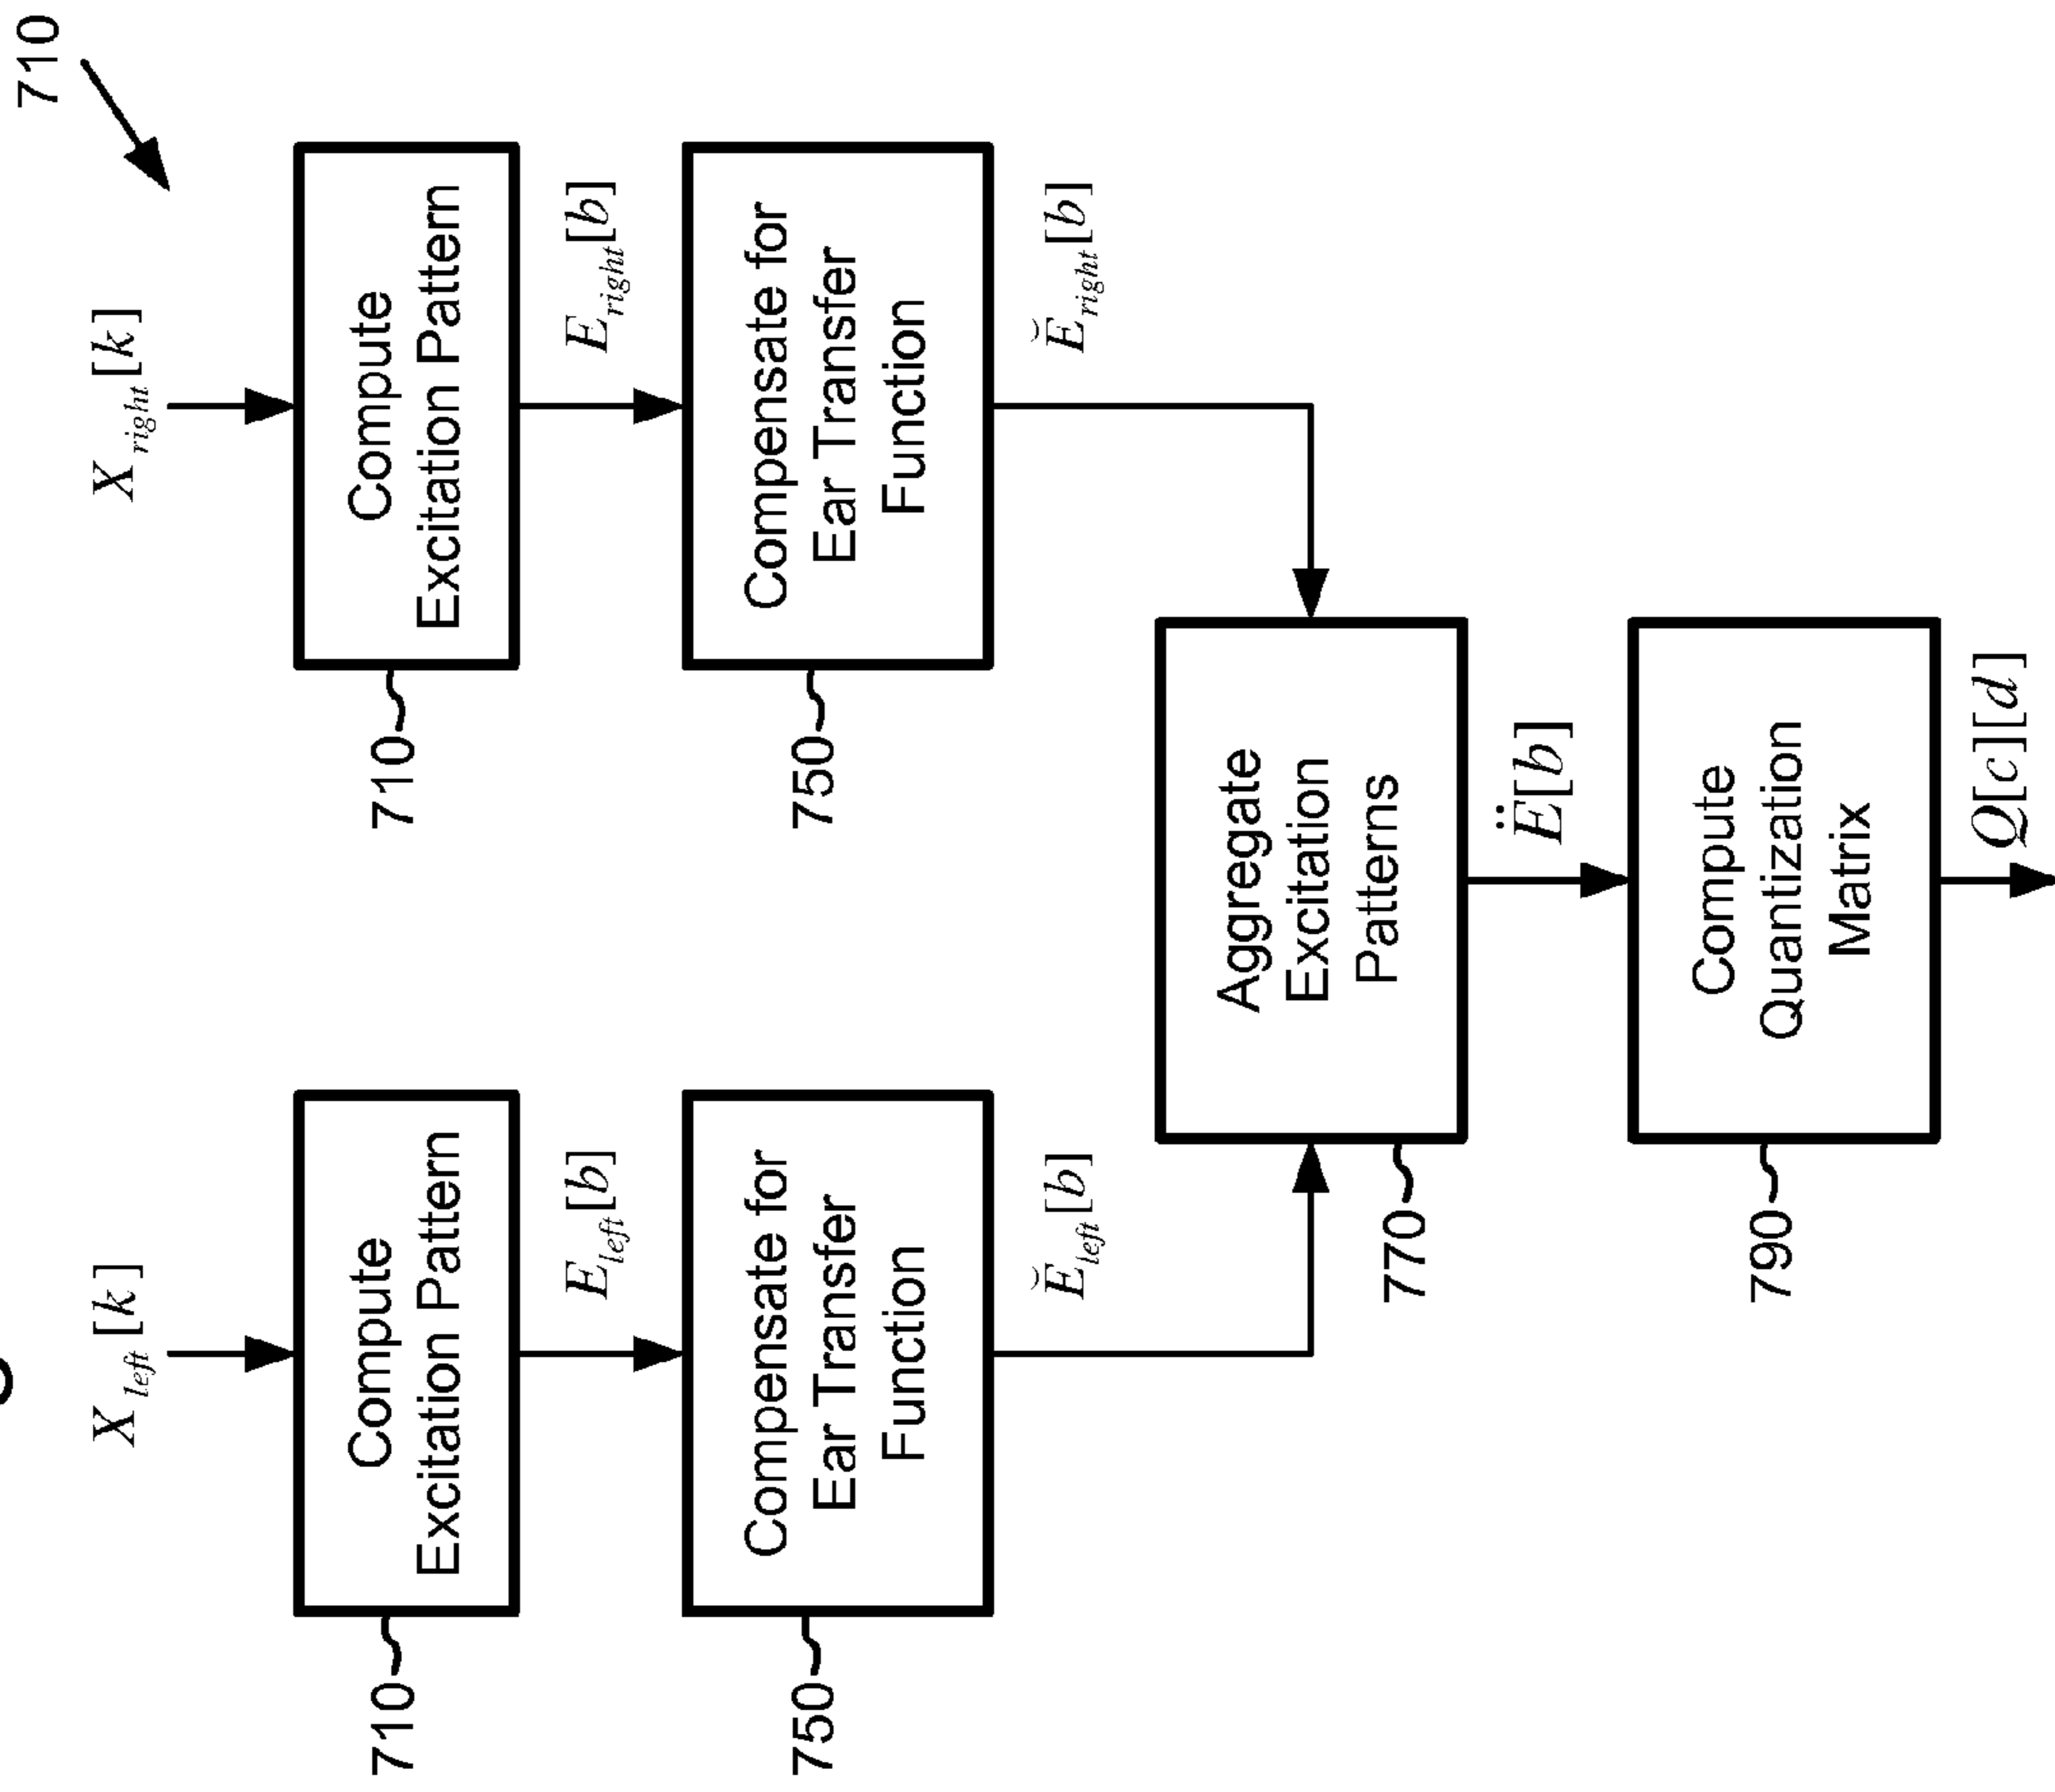 710
X_left [k]
X_right [k]
Compute
Excitation Pattern
710
Compute
Excitation Pattern
710
E_left [b]
E_right [b]
Compensate for
Ear Transfer
Function
750
Compensate for
Ear Transfer
Function
750
Ĕ_left [b]
Ĕ_right [b]
Aggregate
Excitation
Patterns
770
Ë[b]
Compute
Quantization
Matrix
790
Q[c][d]